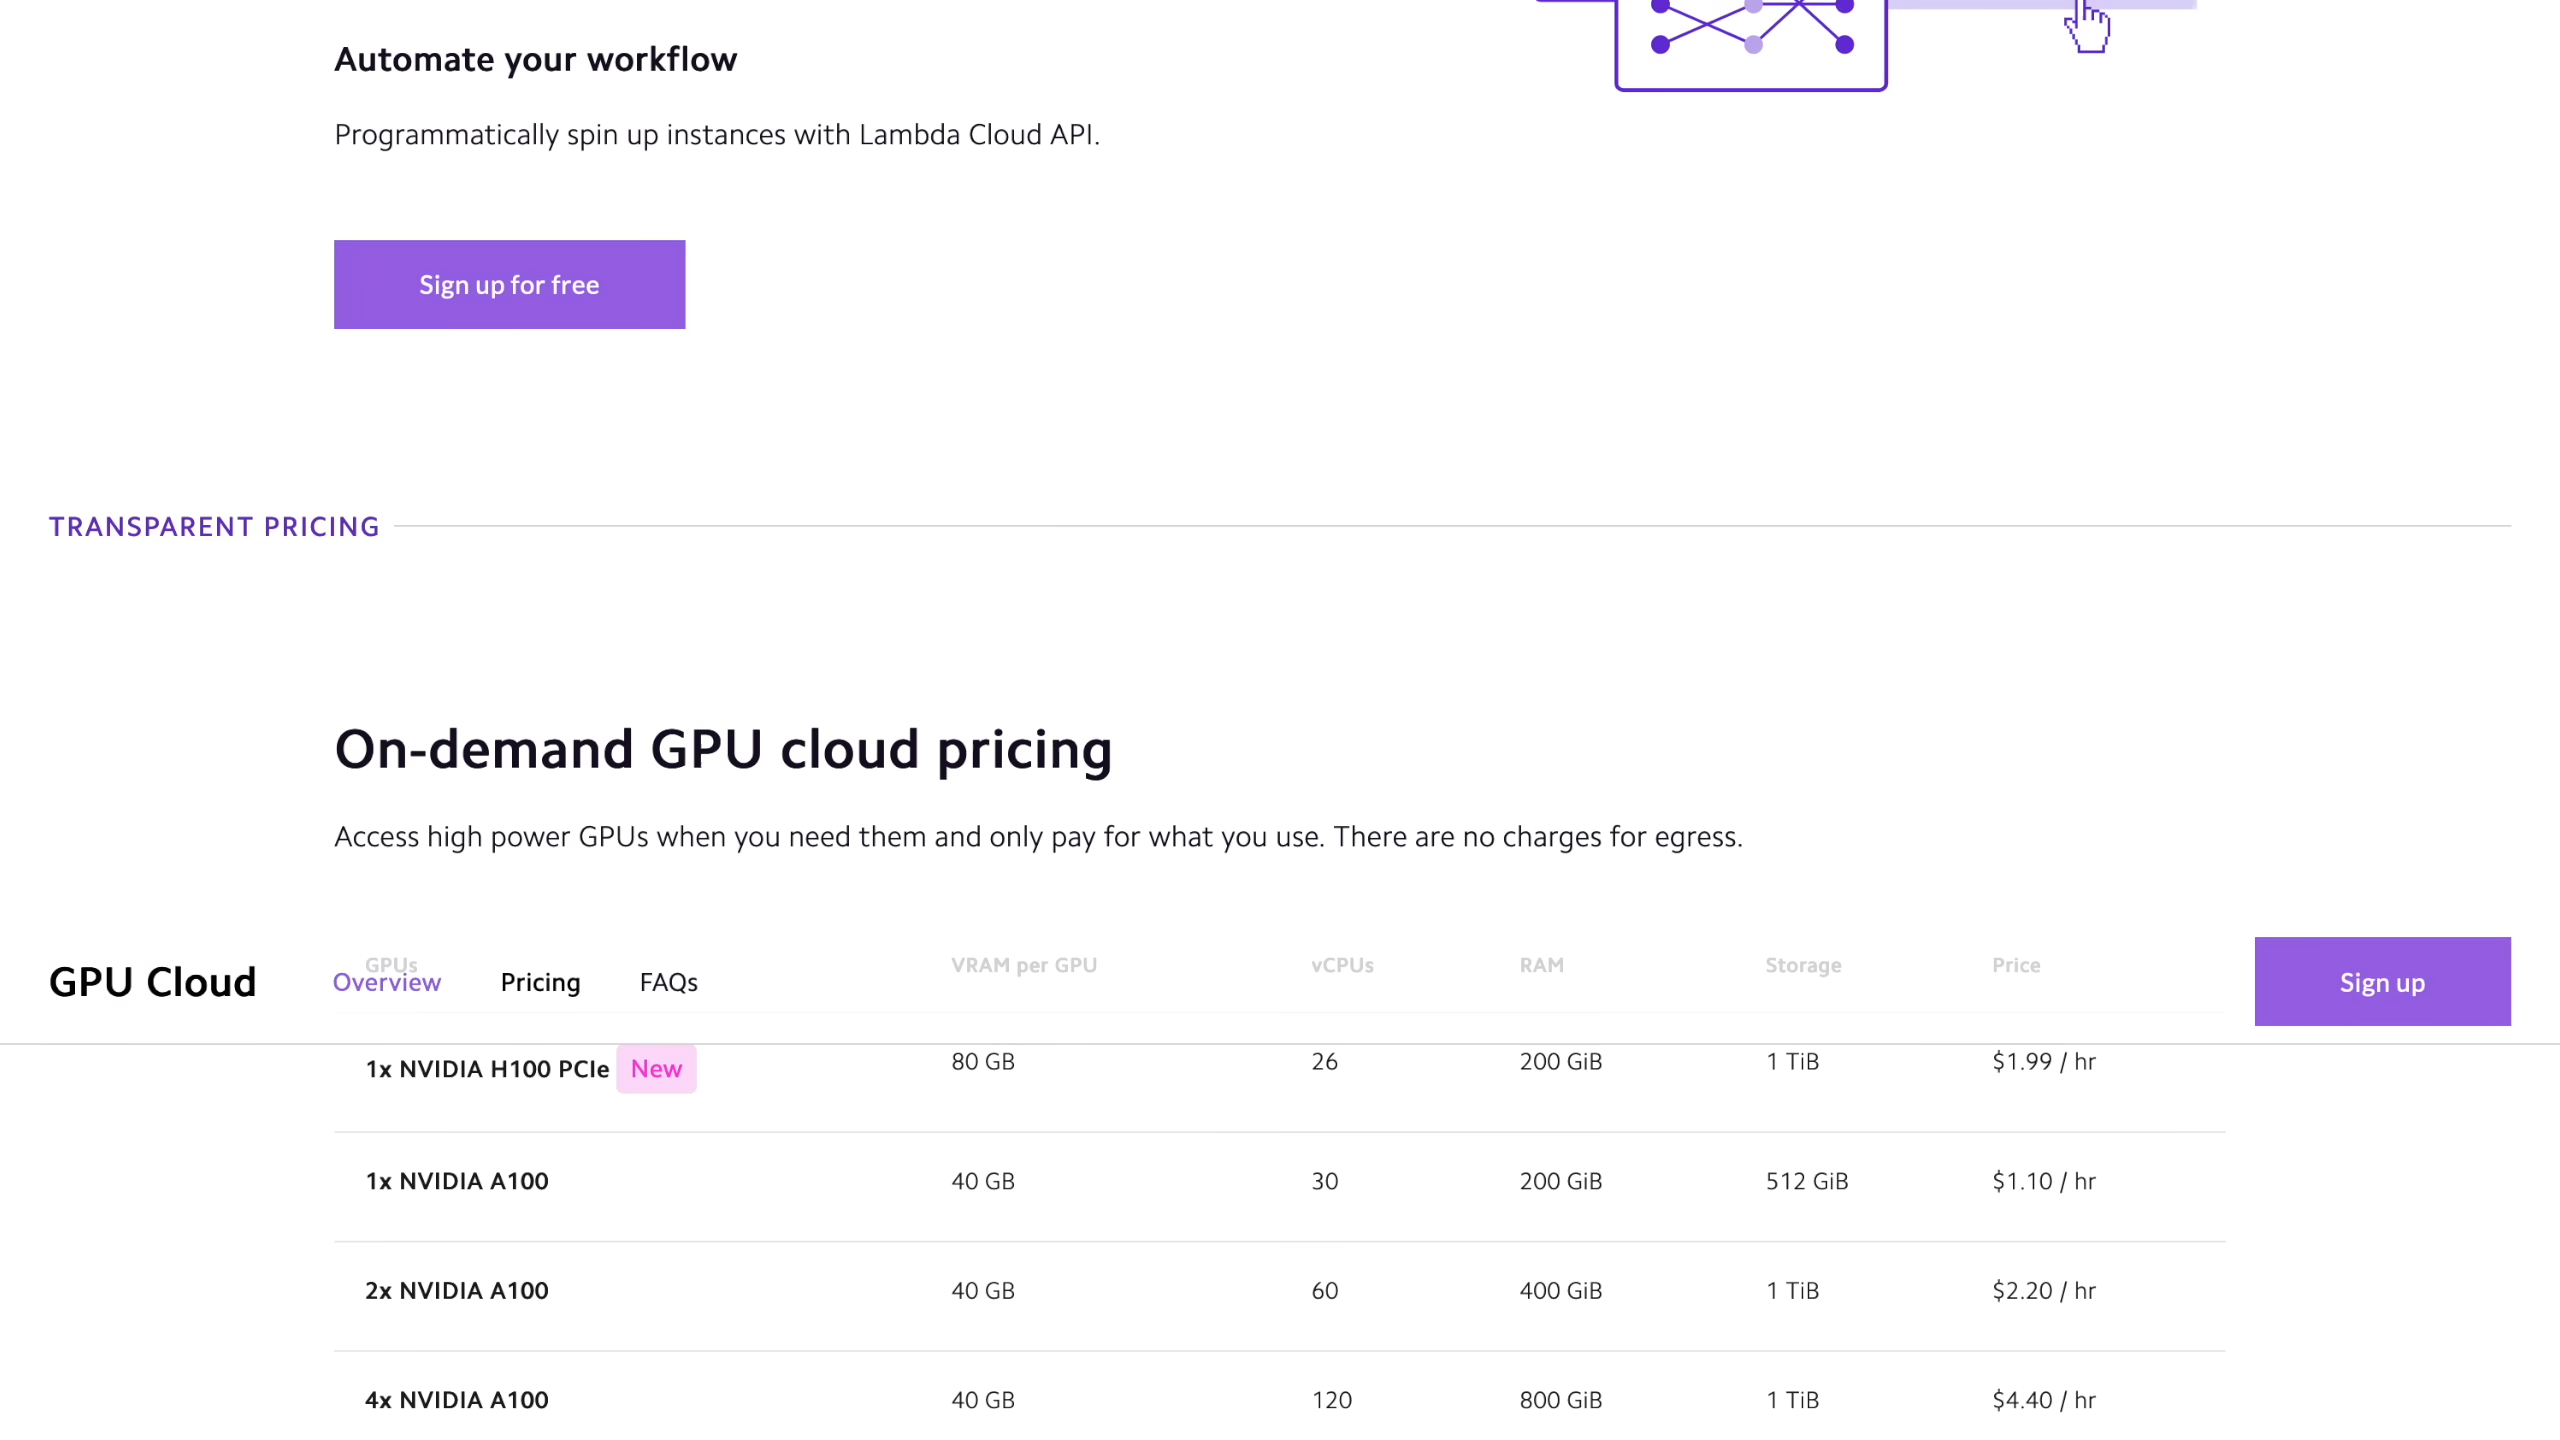 Automate your workflow
Programmatically spin up instances with Lambda Cloud API.
Sign up for free
TRANSPARENT PRICING
On-demand GPU cloud pricing
Access high power GPUs when you need them and only pay for what you use. There are no charges for egress.
GPUs VRAM per GPU vCPUs RAM Storage Price
GPU Cloud Overview Pricing FAQs Sign up
1x NVIDIA H100 PCIe New 80 GB 26 200 GiB 1 TiB $1.99 / hr
1x NVIDIA A100 40 GB 30 200 GiB 512 GiB $1.10 / hr
2x NVIDIA A100 40 GB 60 400 GiB 1 TiB $2.20 / hr
4x NVIDIA A100 40 GB 120 800 GiB 1 TiB $4.40 / hr